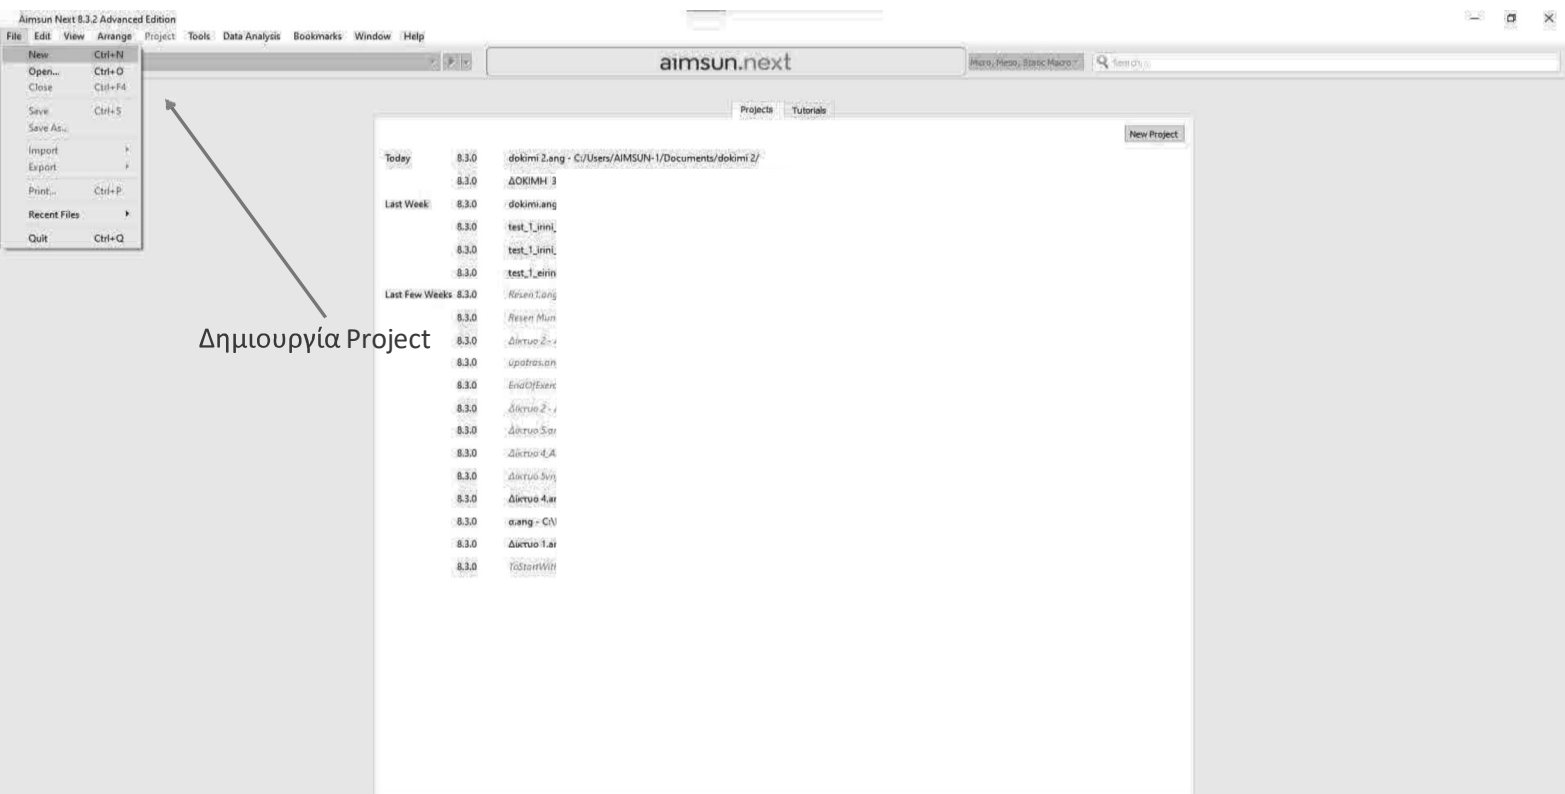 Aimsun Next 8.3.2 Advanced Edition
File Edit View Arrange Project Tools Data Analysis Bookmarks Window Help
New Ctrl+N
Open... Ctrl+O
Close Ctrl+F4
Save Ctrl+S
Save As...
Import
Export
Print... Ctrl+P
Recent Files
Quit Ctrl+Q
aimsun.next
Micro, Meso, Static Macro
Search
Projects Tutorials
New Project
Today 8.3.0 dokimi 2.ang - C:/Users/AIMSUN-1/Documents/dokimi 2/
8.3.0 ΔΟΚΙΜΗ 3
Last Week 8.3.0 dokimi.ang
8.3.0 test_1_irini_
8.3.0 test_1_irini_
8.3.0 test_1_eirin
Last Few Weeks 8.3.0 Resen1.ang
8.3.0 Resen Mun
8.3.0 Δίκτυο 2 -
8.3.0 upatras.an
8.3.0 EndOfExerc
8.3.0 Δίκτυο 2 -
8.3.0 Δίκτυο 5.ar
8.3.0 Δίκτυο 4_A
8.3.0 Δίκτυο 5vn
8.3.0 Δίκτυο 4.ar
8.3.0 α.ang - C:\
8.3.0 Δίκτυο 1.ar
8.3.0 ToStartWitl
Δημιουργία Project